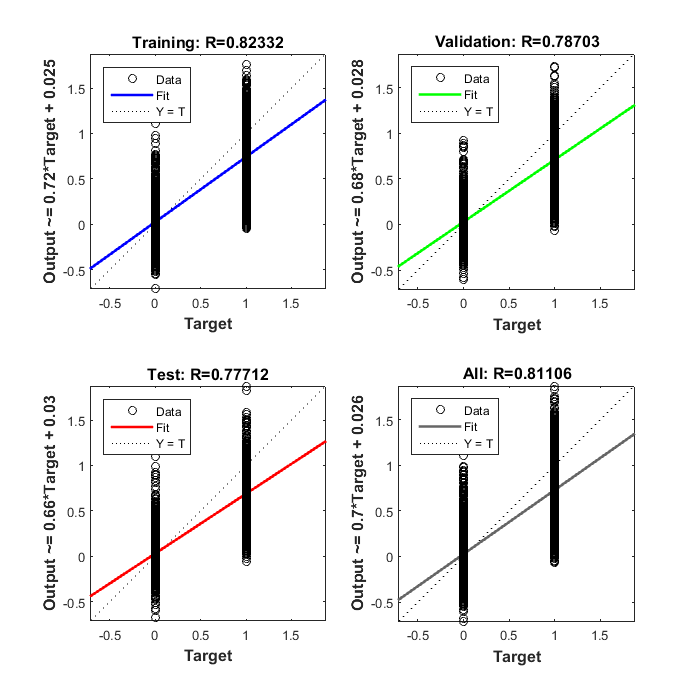 Training: R=0.82332
Output ~= 0.72*Target + 0.025
1.5
1
0.5
0
-0.5
Data
Fit
Y = T
-0.5 0 0.5 1 1.5
Target
Validation: R=0.78703
Output ~= 0.68*Target + 0.028
1.5
1
0.5
0
-0.5
Data
Fit
Y = T
-0.5 0 0.5 1 1.5
Target
Test: R=0.77712
Output ~= 0.66*Target + 0.03
1.5
1
0.5
0
-0.5
Data
Fit
Y = T
-0.5 0 0.5 1 1.5
Target
All: R=0.81106
Output ~= 0.7*Target + 0.026
1.5
1
0.5
0
-0.5
Data
Fit
Y = T
-0.5 0 0.5 1 1.5
Target